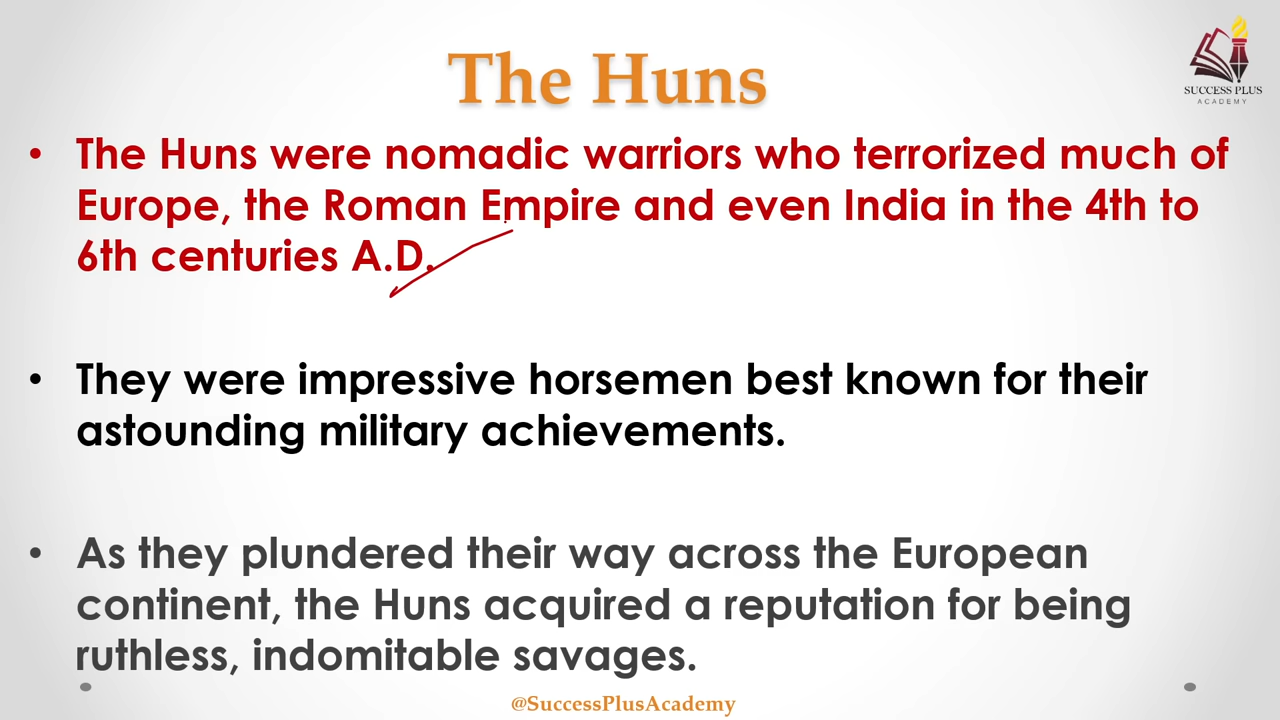 The Huns
SUCCESS PLUS
ACADEMY
• The Huns were nomadic warriors who terrorized much of
Europe, the Roman Empire and even India in the 4th to
6th centuries A.D.
• They were impressive horsemen best known for their
astounding military achievements.
• As they plundered their way across the European
continent, the Huns acquired a reputation for being
ruthless, indomitable savages.
@SuccessPlusAcademy